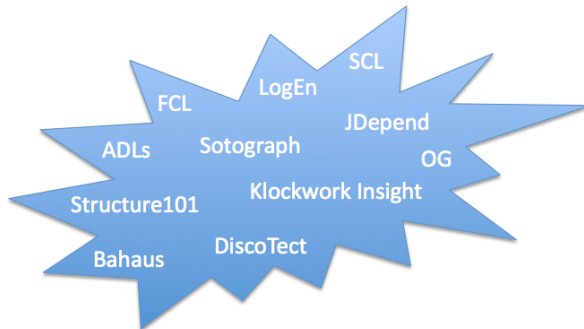 SCL
LogEn
FCL
JDepend
Sotograph
ADLs
OG
Klockwork Insight
Structure101
DiscoTect
Bahaus